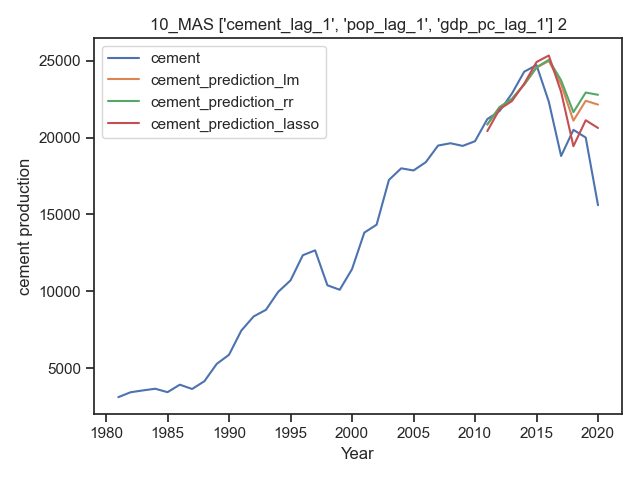 10_MAS ['cement_lag_1', 'pop_lag_1', 'gdp_pc_lag_1'] 2
cement
cement_prediction_lm
cement_prediction_rr
cement_prediction_lasso
cement production
25000
20000
15000
10000
5000
1980 1985 1990 1995 2000 2005 2010 2015 2020
Year